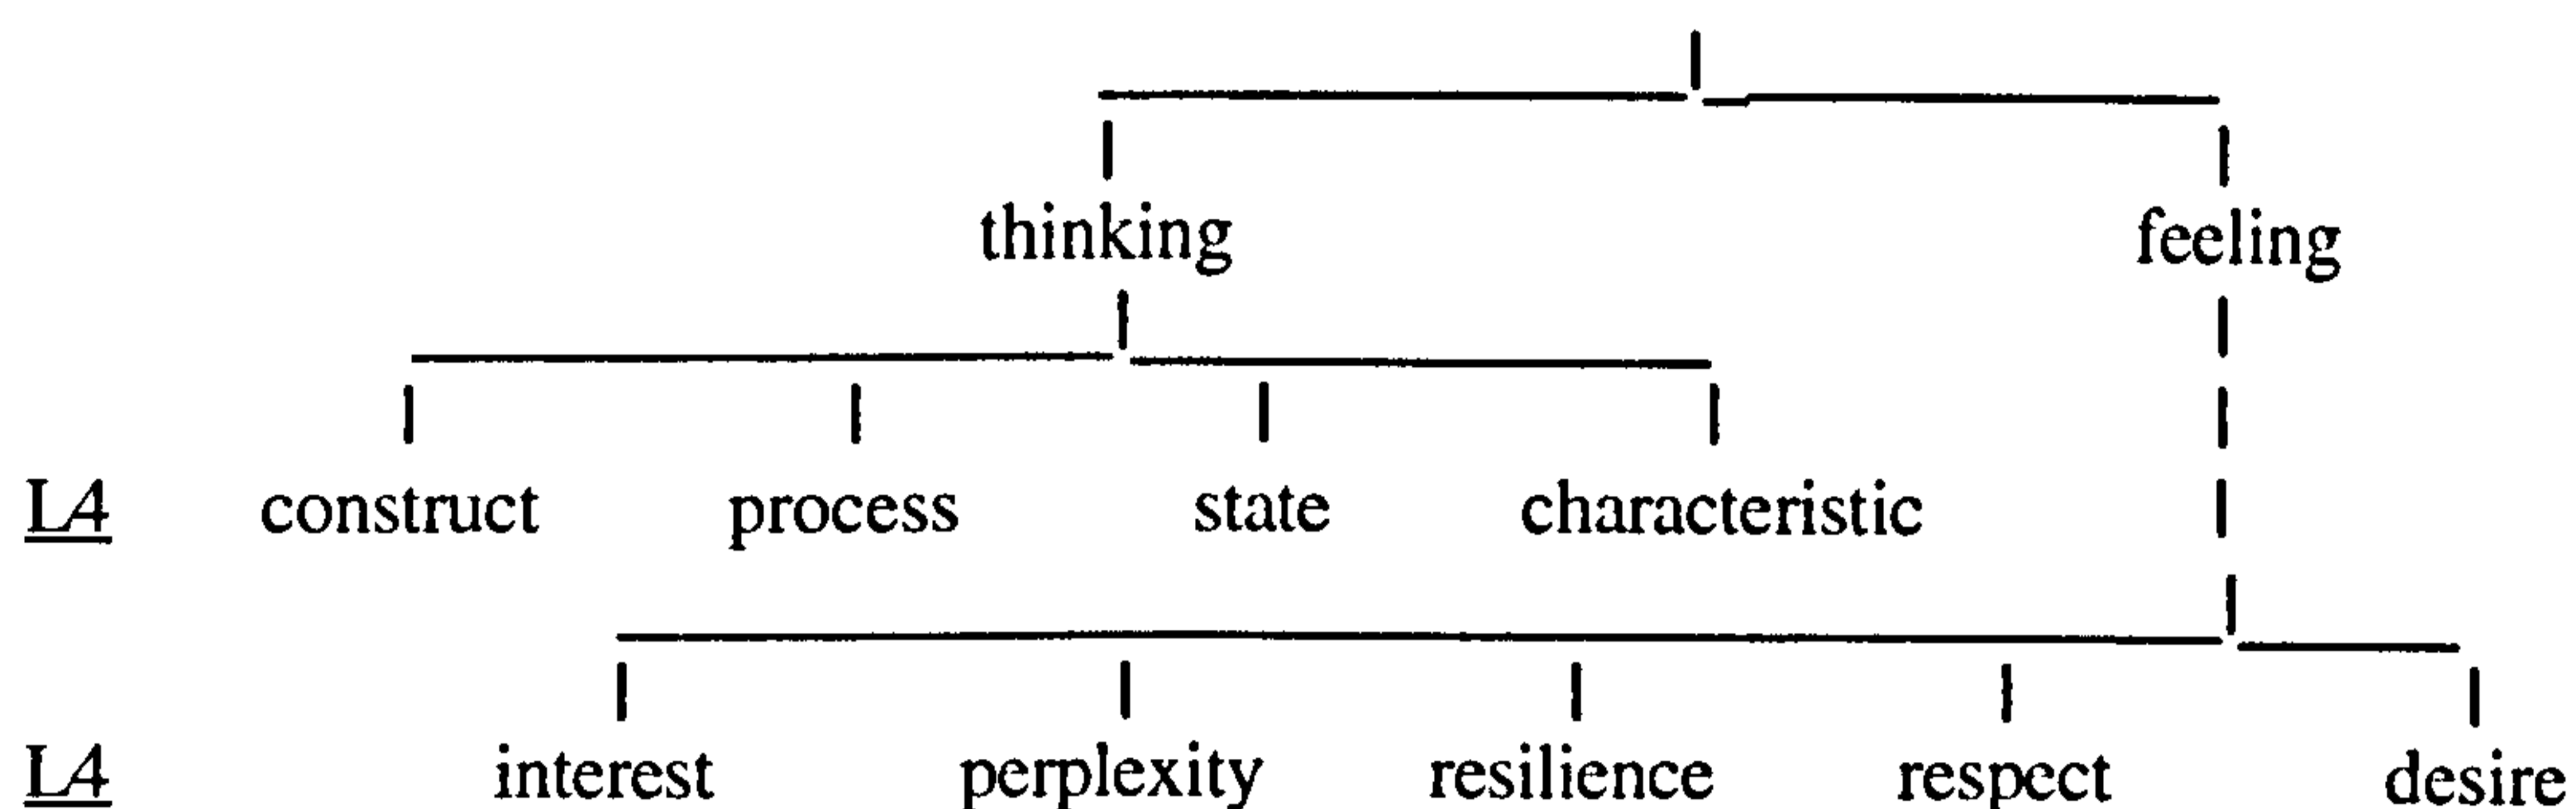 thinking feeling
L4 construct process state characteristic
L4 interest perplexity resilience respect desire